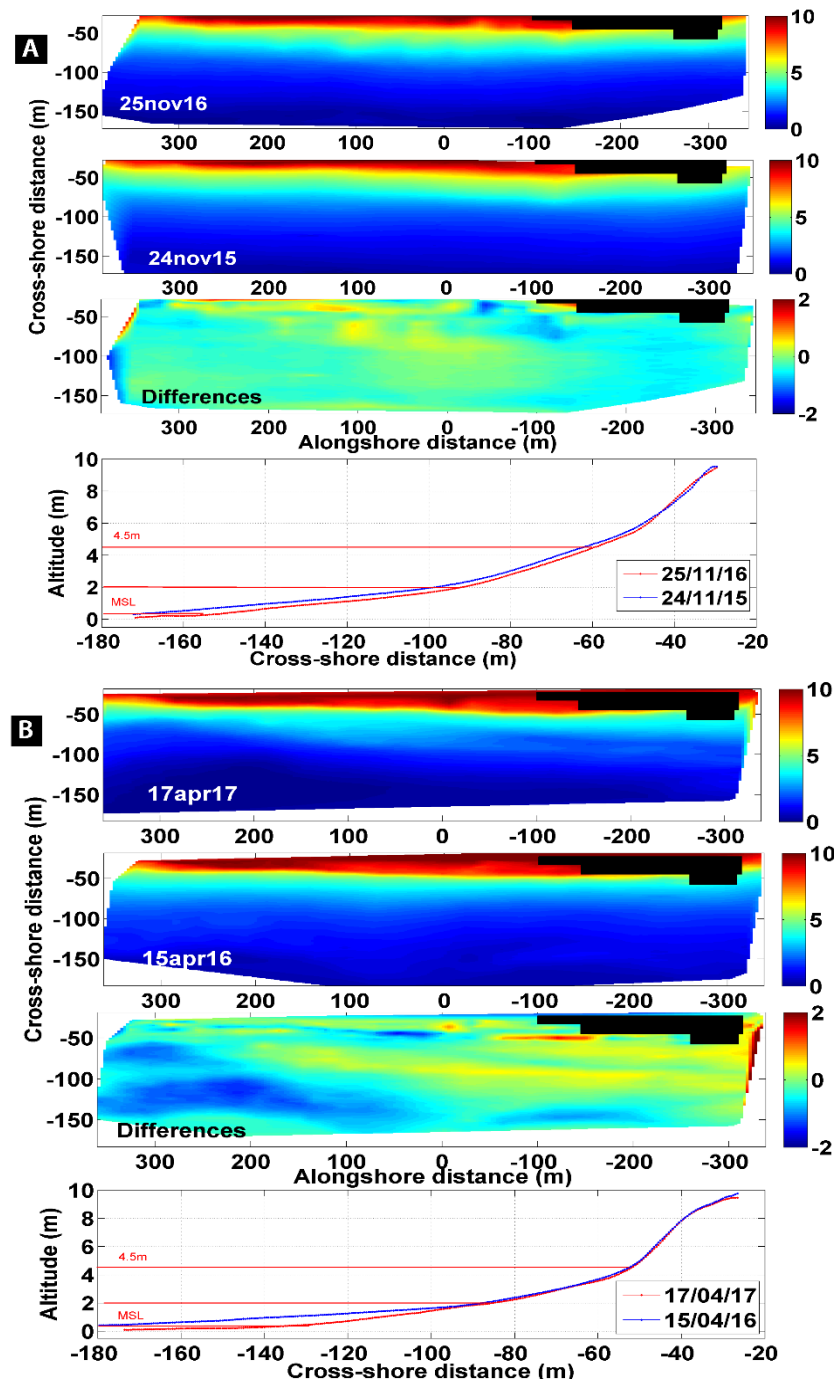 A
Cross-shore distance (m)
-50
-100
-150
25nov16
300 200 100 0 -100 -200 -300
10
5
0
-50
-100
-150
24nov15
300 200 100 0 -100 -200 -300
10
5
0
-50
-100
-150
Differences
300 200 100 0 -100 -200 -300
Alongshore distance (m)
2
0
-2
Altitude (m)
10
8
6
4
2
0
4.5m
MSL
25/11/16
24/11/15
-180 -160 -140 -120 -100 -80 -60 -40 -20
Cross-shore distance (m)
B
Cross-shore distance (m)
-50
-100
-150
17apr17
300 200 100 0 -100 -200 -300
10
5
0
-50
-100
-150
15apr16
300 200 100 0 -100 -200 -300
10
5
0
-50
-100
-150
Differences
300 200 100 0 -100 -200 -300
Alongshore distance (m)
2
0
-2
Altitude (m)
10
8
6
4
2
0
4.5m
MSL
17/04/17
15/04/16
-180 -160 -140 -120 -100 -80 -60 -40 -20
Cross-shore distance (m)